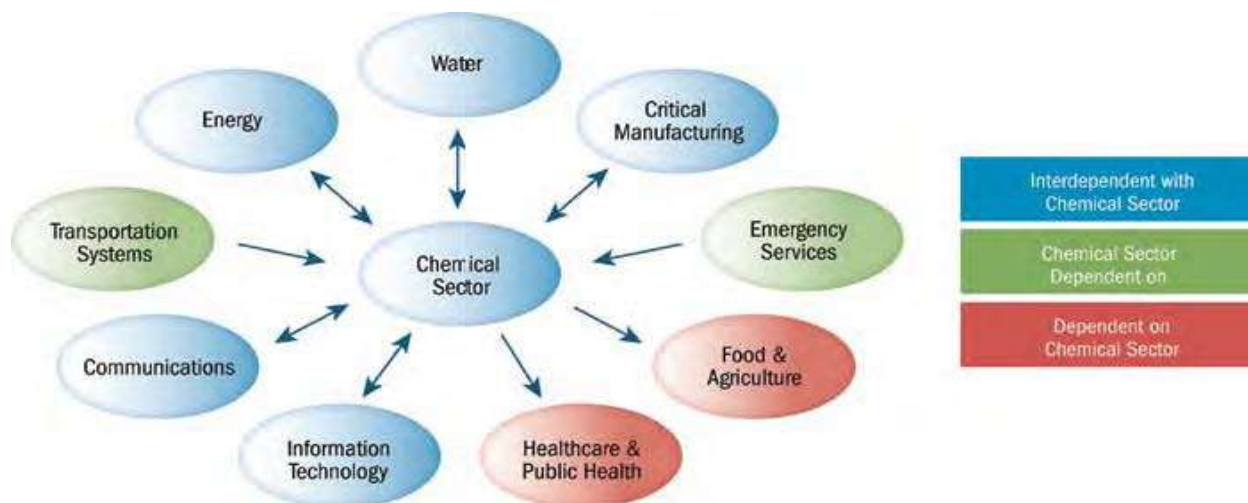 Water
Energy
Critical
Manufacturing
Transportation
Systems
Chemical
Sector
Emergency
Services
Communications
Food &
Agriculture
Information
Technology
Healthcare &
Public Health
Interdependent with
Chemical Sector
Chemical Sector
Dependent on
Dependent on
Chemical Sector